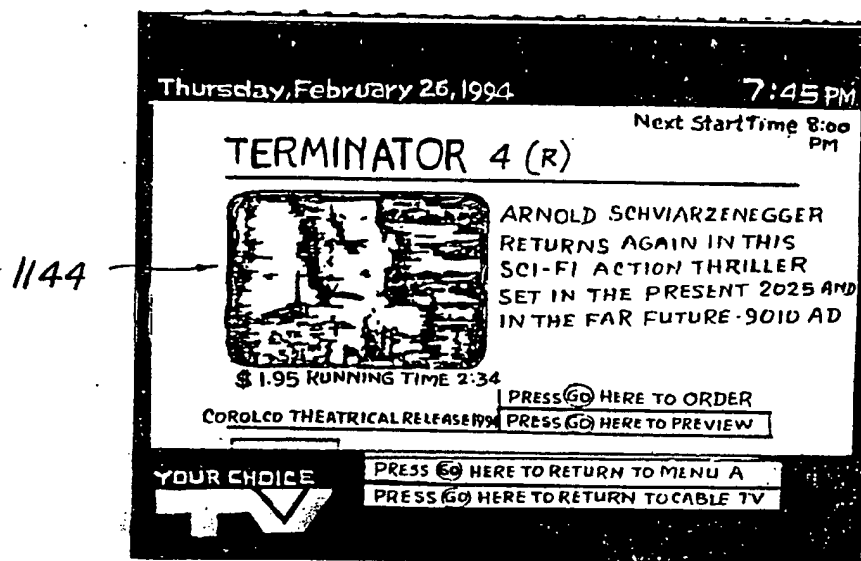 Thursday, February 26, 1994 7:45 PM
Next Start Time 8:00
PM
TERMINATOR 4 (R)
1144
ARNOLD SCHVIARZENEGGER
RETURNS AGAIN IN THIS
SCI-FI ACTION THRILLER
SET IN THE PRESENT 2025 AND
IN THE FAR FUTURE-9010 AD
$ 1.95 RUNNING TIME 2:34
PRESS GO HERE TO ORDER
COROLCO THEATRICAL RELEASE 1994 PRESS GO HERE TO PREVIEW
YOUR CHOICE
TV
PRESS GO HERE TO RETURN TO MENU A
PRESS GO HERE TO RETURN TO CABLE TV